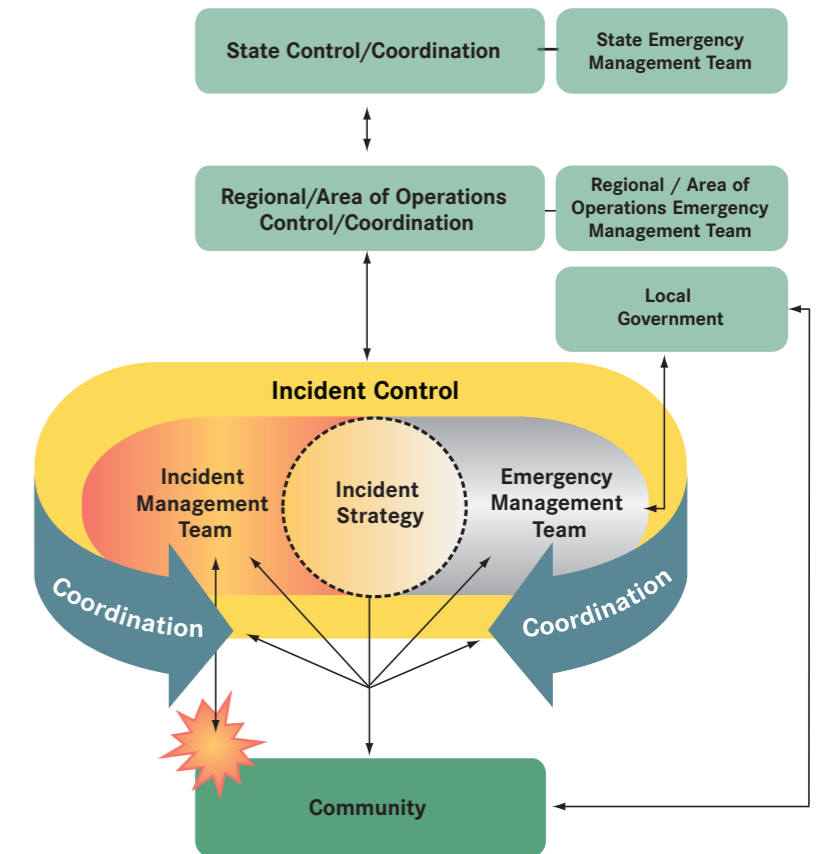 State Control/Coordination
State Emergency
Management Team
Regional/Area of Operations
Control/Coordination
Regional / Area of
Operations Emergency
Management Team
Local
Government
Incident Control
Incident
Management
Team
Incident
Strategy
Emergency
Management
Team
Coordination
Coordination
Community